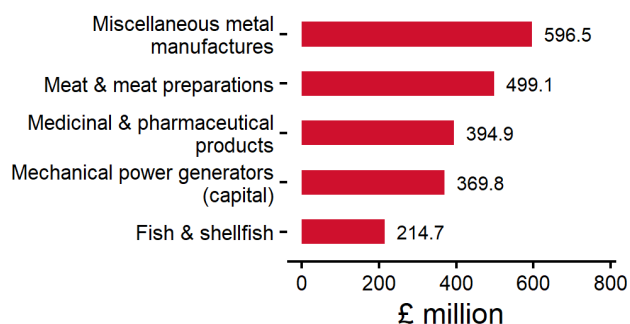 Miscellaneous metal
manufactures
596.5
Meat & meat preparations
499.1
Medicinal & pharmaceutical
products
394.9
Mechanical power generators
(capital)
369.8
Fish & shellfish
214.7
0 200 400 600 800
£ million